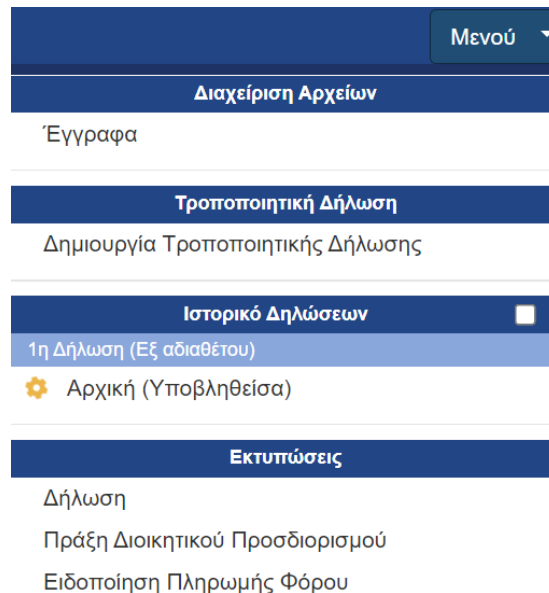 Μενού
Διαχείριση Αρχείων
Έγγραφα
Τροποποιητική Δήλωση
Δημιουργία Τροποποιητικής Δήλωσης
Ιστορικό Δηλώσεων
1η Δήλωση (Εξ αδιαθέτου)
Αρχική (Υποβληθείσα)
Εκτυπώσεις
Δήλωση
Πράξη Διοικητικού Προσδιορισμού
Ειδοποίηση Πληρωμής Φόρου